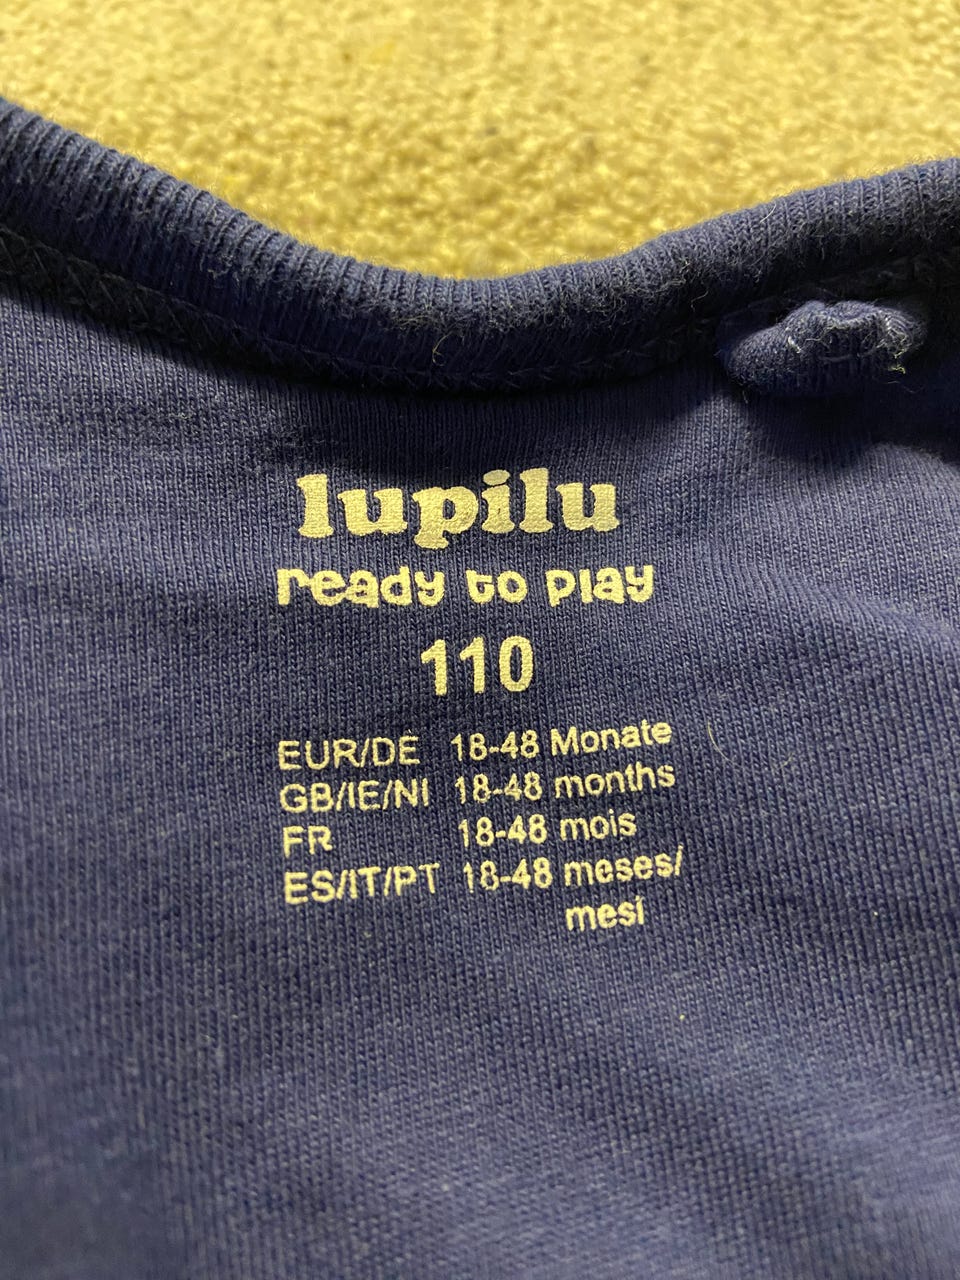 lupilu
ready to play
110
EUR/DE 18-48 Monate
GB/IE/NI 18-48 months
FR 18-48 mois
ES/IT/PT 18-48 meses/
mesi